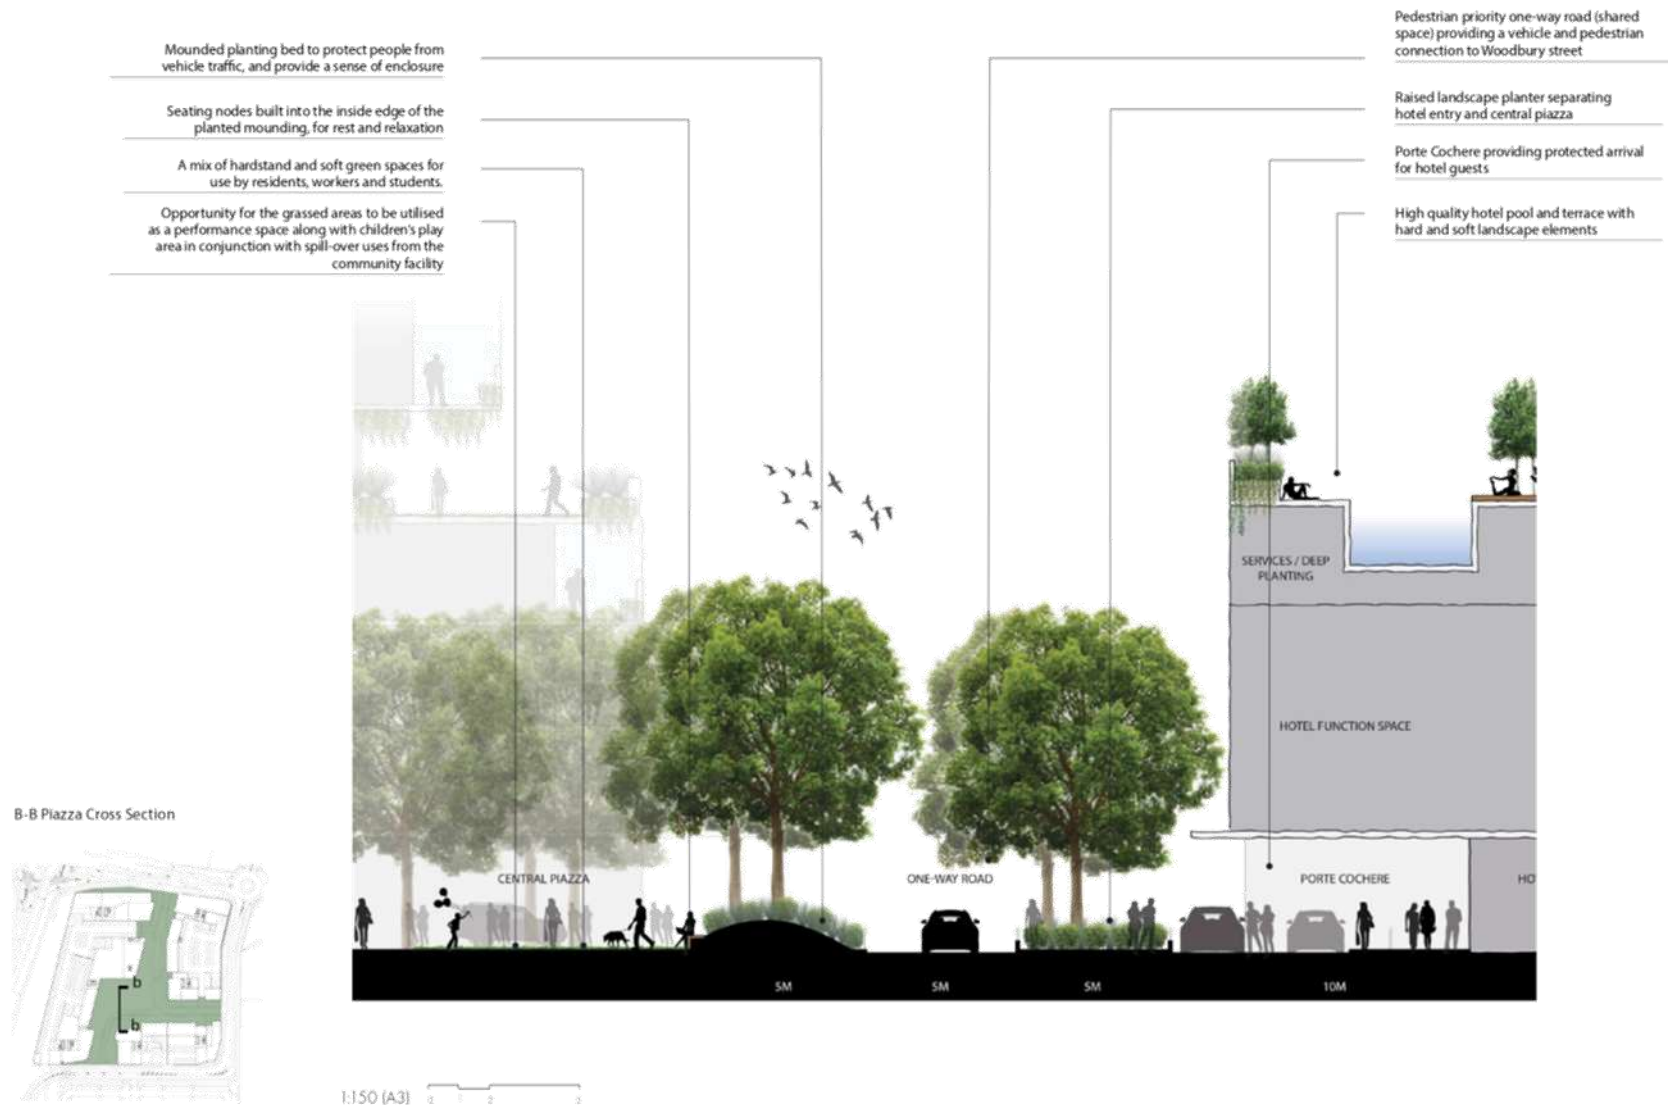 Mounded planting bed to protect people from
vehicle traffic, and provide a sense of enclosure
Seating nodes built into the inside edge of the
planted mounding, for rest and relaxation
A mix of hardstand and soft green spaces for
use by residents, workers and students.
Opportunity for the grassed areas to be utilised
as a performance space along with children's play
area in conjunction with spill-over uses from the
community facility
Pedestrian priority one-way road (shared
space) providing a vehicle and pedestrian
connection to Woodbury street
Raised landscape planter separating
hotel entry and central piazza
Porte Cochere providing protected arrival
for hotel guests
High quality hotel pool and terrace with
hard and soft landscape elements
SERVICES / DEEP
PLANTING
HOTEL FUNCTION SPACE
CENTRAL PIAZZA
ONE-WAY ROAD
PORTE COCHERE
HO
5M
5M
5M
10M
B-B Piazza Cross Section
b
b
1:150 (A3)